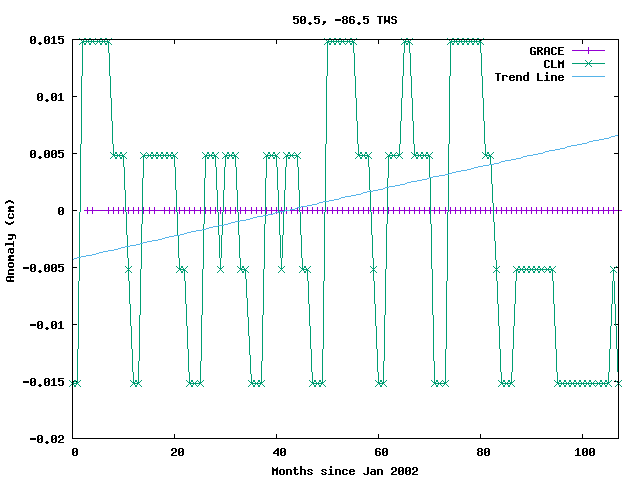 50.5, -86.5 TWS
GRACE
CLM
Trend Line
0.015
0.01
0.005
0
-0.005
-0.01
-0.015
-0.02
Anomaly (cm)
0 20 40 60 80 100
Months since Jan 2002